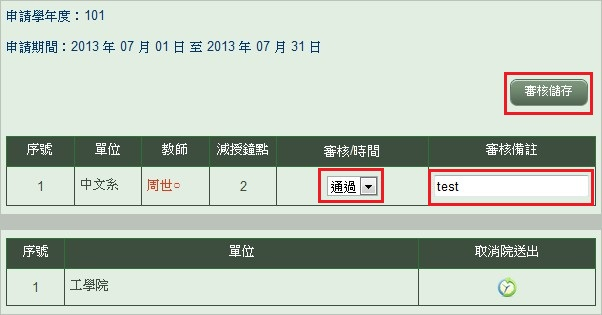 申請學年度：101
申請期間：2013 年 07 月 01 日 至 2013 年 07 月 31 日
審核儲存
序號 單位 教師 減授鐘點 審核/時間 審核備註
1 中文系 周世○ 2 通過 test
序號 單位 取消院送出
1 工學院